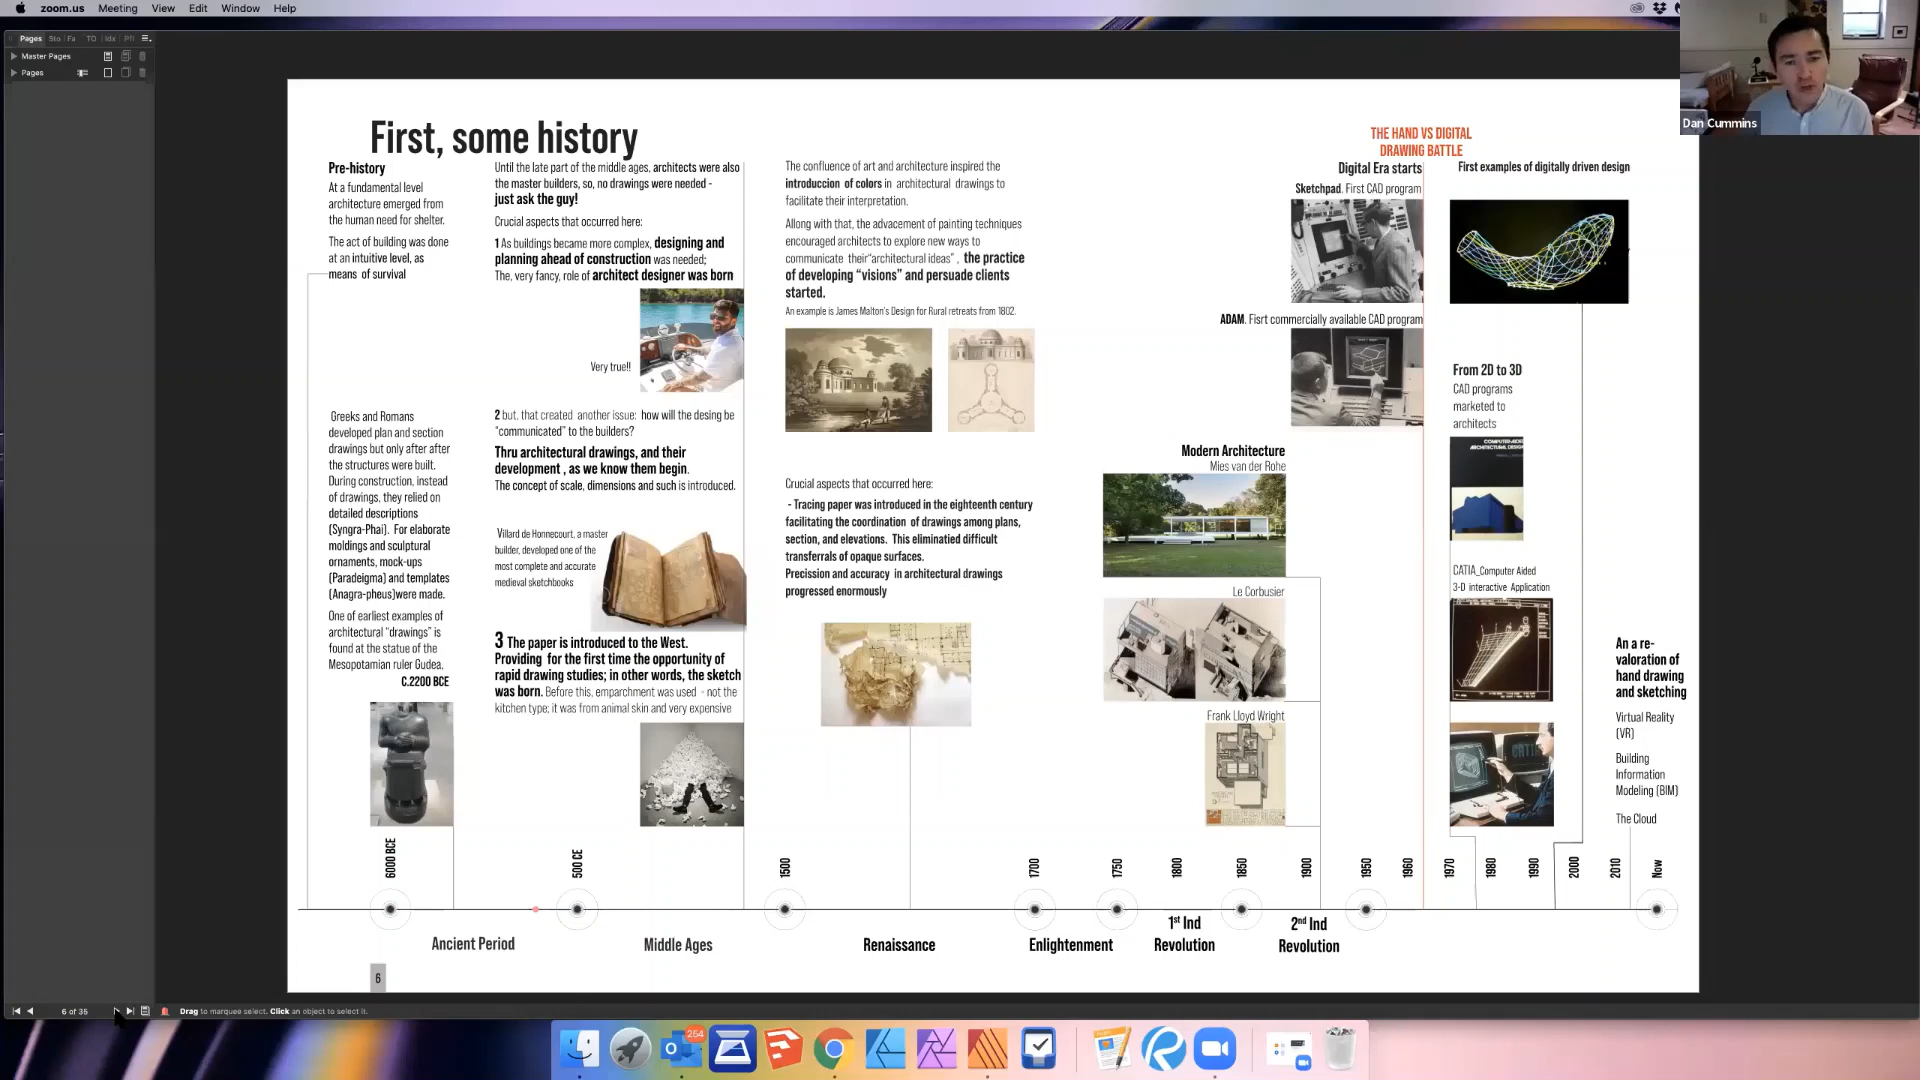 zoom.us Meeting View Edit Window Help
Pages Sto Fa TO Idx Pfl
Master Pages
Pages
Dan Cummins
First, some history
THE HAND VS DIGITAL
DRAWING BATTLE
Pre-history
At a fundamental level
architecture emerged from
the human need for shelter.
The act of building was done
at an intuitive level, as
means of survival
Greeks and Romans
developed plan and section
drawings but only after after
the structures were built.
During construction, instead
of drawings, they relied on
detailed descriptions
(Syngra-Phai). For elaborate
moldings and sculptural
ornaments, mock-ups
(Paradeigma) and templates
(Anagra-pheus)were made.
One of earliest examples of
architectural "drawings" is
found at the statue of the
Mesopotamian ruler Gudea,
C.2200 BCE
Until the late part of the middle ages, architects were also
the master builders, so, no drawings were needed -
just ask the guy!
Crucial aspects that occurred here:
1 As buildings became more complex, designing and
planning ahead of construction was needed;
The, very fancy, role of architect designer was born
Very true!!
2 but, that created another issue: how will the desing be
"communicated" to the builders?
Thru architectural drawings, and their
development , as we know them begin.
The concept of scale, dimensions and such is introduced.
Villard de Honnecourt, a master
builder, developed one of the
most complete and accurate
medieval sketchbooks
3 The paper is introduced to the West.
Providing for the first time the opportunity of
rapid drawing studies; in other words, the sketch
was born. Before this, emparchment was used - not the
kitchen type; it was from animal skin and very expensive
The confluence of art and architecture inspired the
introduccion of colors in architectural drawings to
facilitate their interpretation.
Along with that, the advacement of painting techniques
encouraged architects to explore new ways to
communicate their"architectural ideas" , the practice
of developing "visions" and persuade clients
started.
An example is James Malton's Design for Rural retreats from 1802.
Crucial aspects that occurred here:
- Tracing paper was introduced in the eighteenth century
facilitating the coordination of drawings among plans,
section, and elevations. This eliminatied difficult
transferrals of opaque surfaces.
Precission and accuracy in architectural drawings
progressed enormously
Modern Architecture
Mies van der Rohe
Le Corbusier
Frank Lloyd Wright
Digital Era starts
Sketchpad. First CAD program
ADAM. Fisrt commercially available CAD program
First examples of digitally driven design
From 2D to 3D
CAD programs
marketed to
architects
COMPUTER-AIDED
ARCHITECTURAL DESIGN
CATIA_Computer Aided
3-D interactive Application
CATIA
An a re-
valoration of
hand drawing
and sketching
Virtual Reality
(VR)
Building
Information
Modeling (BIM)
The Cloud
6000 BCE
500 CE
1500
1700
1750
1800
1850
1900
1950
1960
1970
1980
1990
2000
2010
Now
Ancient Period
Middle Ages
Renaissance
Enlightenment
1st Ind
Revolution
2nd Ind
Revolution
6
6 of 35
Drag to marquee select. Click an object to select it.
254